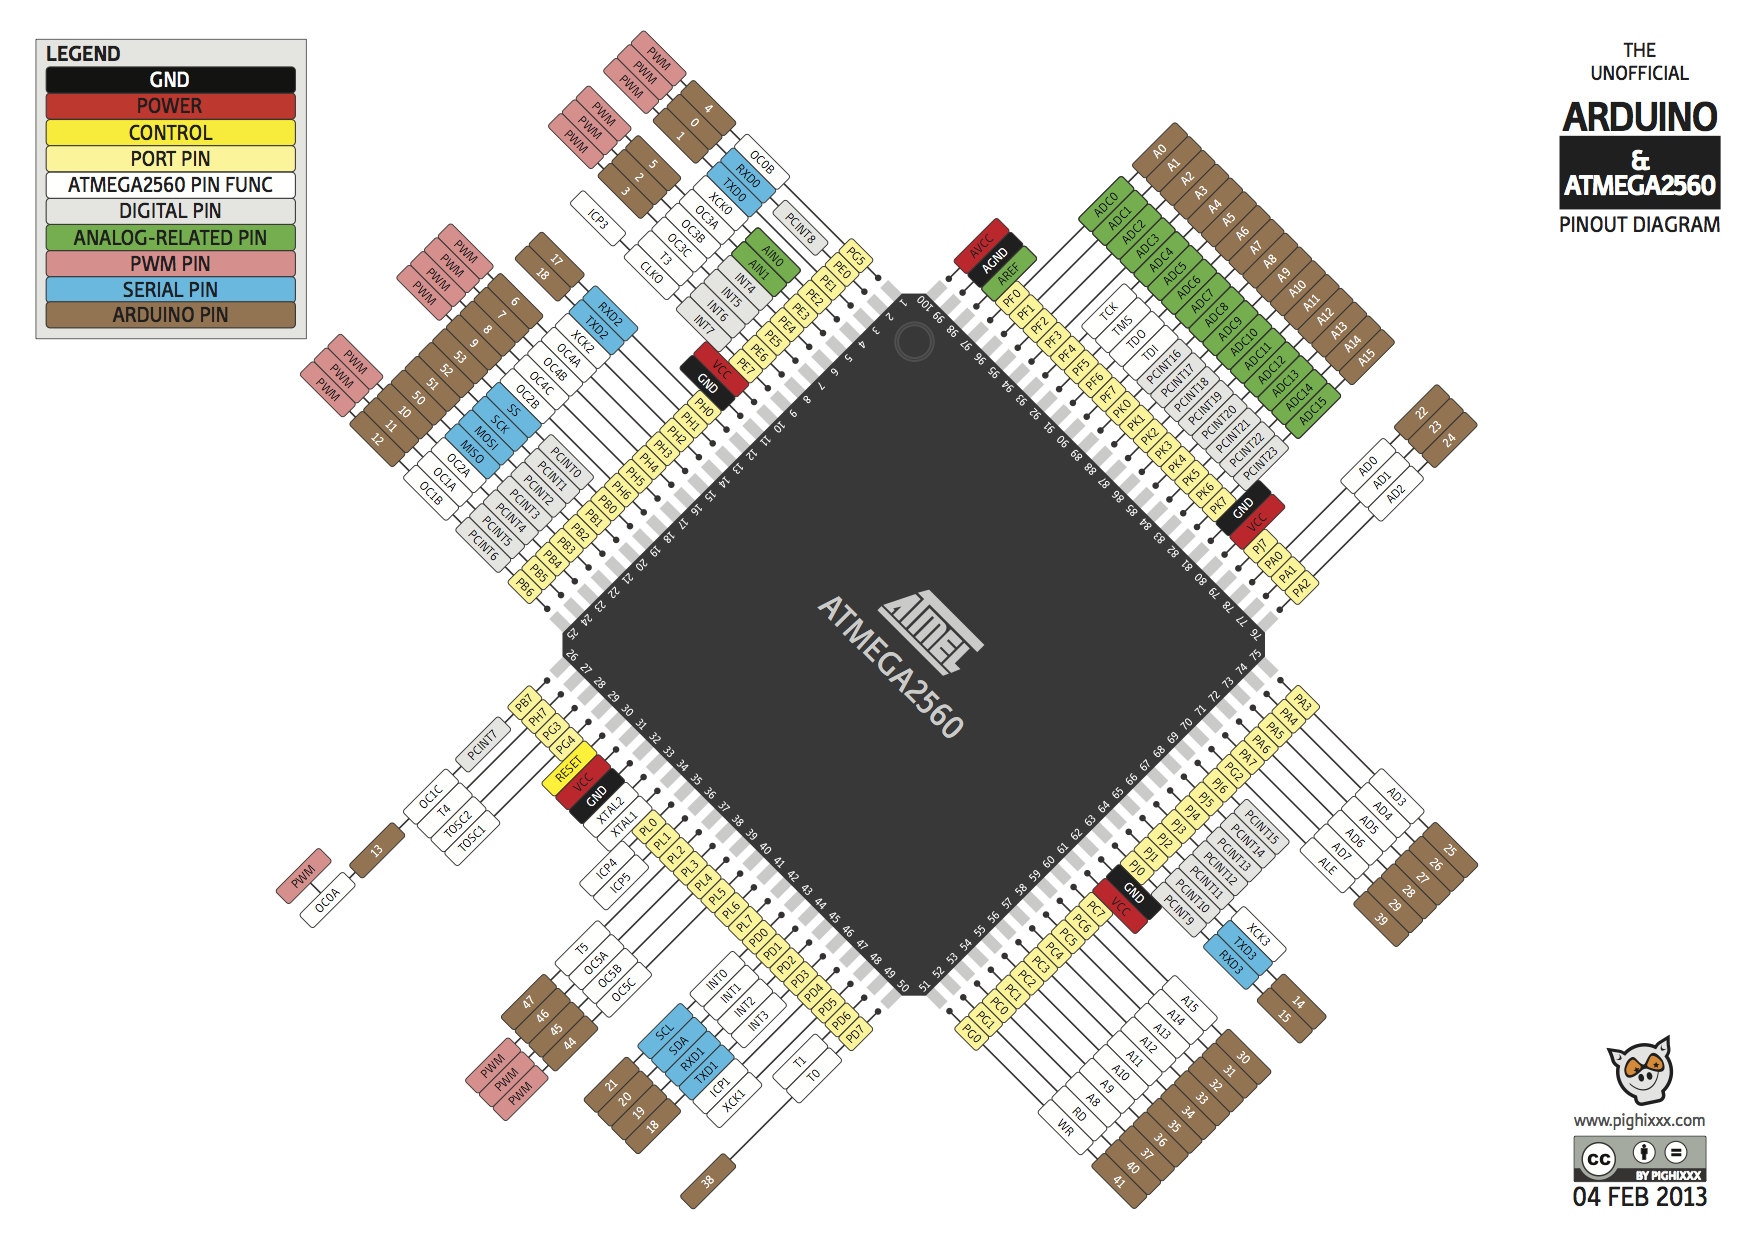 LEGEND
GND
POWER
CONTROL
PORT PIN
ATMEGA2560 PIN FUNC
DIGITAL PIN
ANALOG-RELATED PIN
PWM PIN
SERIAL PIN
ARDUINO PIN
THE
UNOFFICIAL
ARDUINO
&
ATMEGA2560
PINOUT DIAGRAM
PWM
PWM
PWM
4
0
1
OC0B
RXD0
TXD0
PWM
PWM
PWM
5
2
3
XCK0
OC3A
OC3B
OC3C
T3
CLKO
ICP3
PCINT8
AIN0
AIN1
INT4
INT5
INT6
INT7
PG5
PE0
PE1
PE2
PE3
PE4
PE5
PE6
PE7
VCC
GND
PH0
PH1
PH2
PH3
PH4
PH5
PH6
PB0
PB1
PB2
PB3
PB4
PB5
PB6
17
18
RXD2
TXD2
XCK2
OC4A
OC4B
OC4C
OC2B
PWM
PWM
PWM
PWM
6
7
8
9
53
52
51
50
10
11
12
SS
SCK
MOSI
MISO
OC2A
OC1A
OC1B
PWM
PWM
PWM
PCINT0
PCINT1
PCINT2
PCINT3
PCINT4
PCINT5
PCINT6
AVCC
AGND
AREF
PF0
PF1
PF2
PF3
PF4
PF5
PF6
PF7
PK0
PK1
PK2
PK3
PK4
PK5
PK6
PK7
GND
VCC
PJ7
PA0
PA1
PA2
TCK
TMS
TDO
TDI
PCINT16
PCINT17
PCINT18
PCINT19
PCINT20
PCINT21
PCINT22
PCINT23
ADC0
ADC1
ADC2
ADC3
ADC4
ADC5
ADC6
ADC7
ADC8
ADC9
ADC10
ADC11
ADC12
ADC13
ADC14
ADC15
A0
A1
A2
A3
A4
A5
A6
A7
A8
A9
A10
A11
A12
A13
A14
A15
AD0
AD1
AD2
22
23
24
1
2
3
4
5
6
7
8
9
10
11
12
13
14
15
16
17
18
19
20
21
22
23
24
25
100
99
98
97
96
95
94
93
92
91
90
89
88
87
86
85
84
83
82
81
80
79
78
77
76
ATMEL
ATMEGA2560
26
27
28
29
30
31
32
33
34
35
36
37
38
39
40
41
42
43
44
45
46
47
48
49
50
75
74
73
72
71
70
69
68
67
66
65
64
63
62
61
60
59
58
57
56
55
54
53
52
51
PB7
PH7
PG3
PG4
RESET
VCC
GND
XTAL2
XTAL1
PL0
PL1
PL2
PL3
PL4
PL5
PL6
PL7
PD0
PD1
PD2
PD3
PD4
PD5
PD6
PD7
PCINT7
OC1C
T4
TOSC2
TOSC1
13
PWM
OC0A
ICP4
ICP5
T5
OC5A
OC5B
OC5C
47
46
45
44
PWM
PWM
PWM
INT0
INT1
INT2
INT3
SCL
SDA
RXD1
TXD1
ICP1
XCK1
21
20
19
18
T1
T0
38
PA3
PA4
PA5
PA6
PA7
PG2
PJ6
PJ5
PJ4
PJ3
PJ2
PJ1
PJ0
GND
VCC
PC7
PC6
PC5
PC4
PC3
PC2
PC1
PC0
PG1
PG0
AD3
AD4
AD5
AD6
AD7
ALE
25
26
27
28
29
39
PCINT15
PCINT14
PCINT13
PCINT12
PCINT11
PCINT10
PCINT9
XCK3
TXD3
RXD3
14
15
A15
A14
A13
A12
A11
A10
A9
A8
RD
WR
30
31
32
33
34
35
36
37
40
41
www.pighixxx.com
cc
BY PIGHIXXX
04 FEB 2013